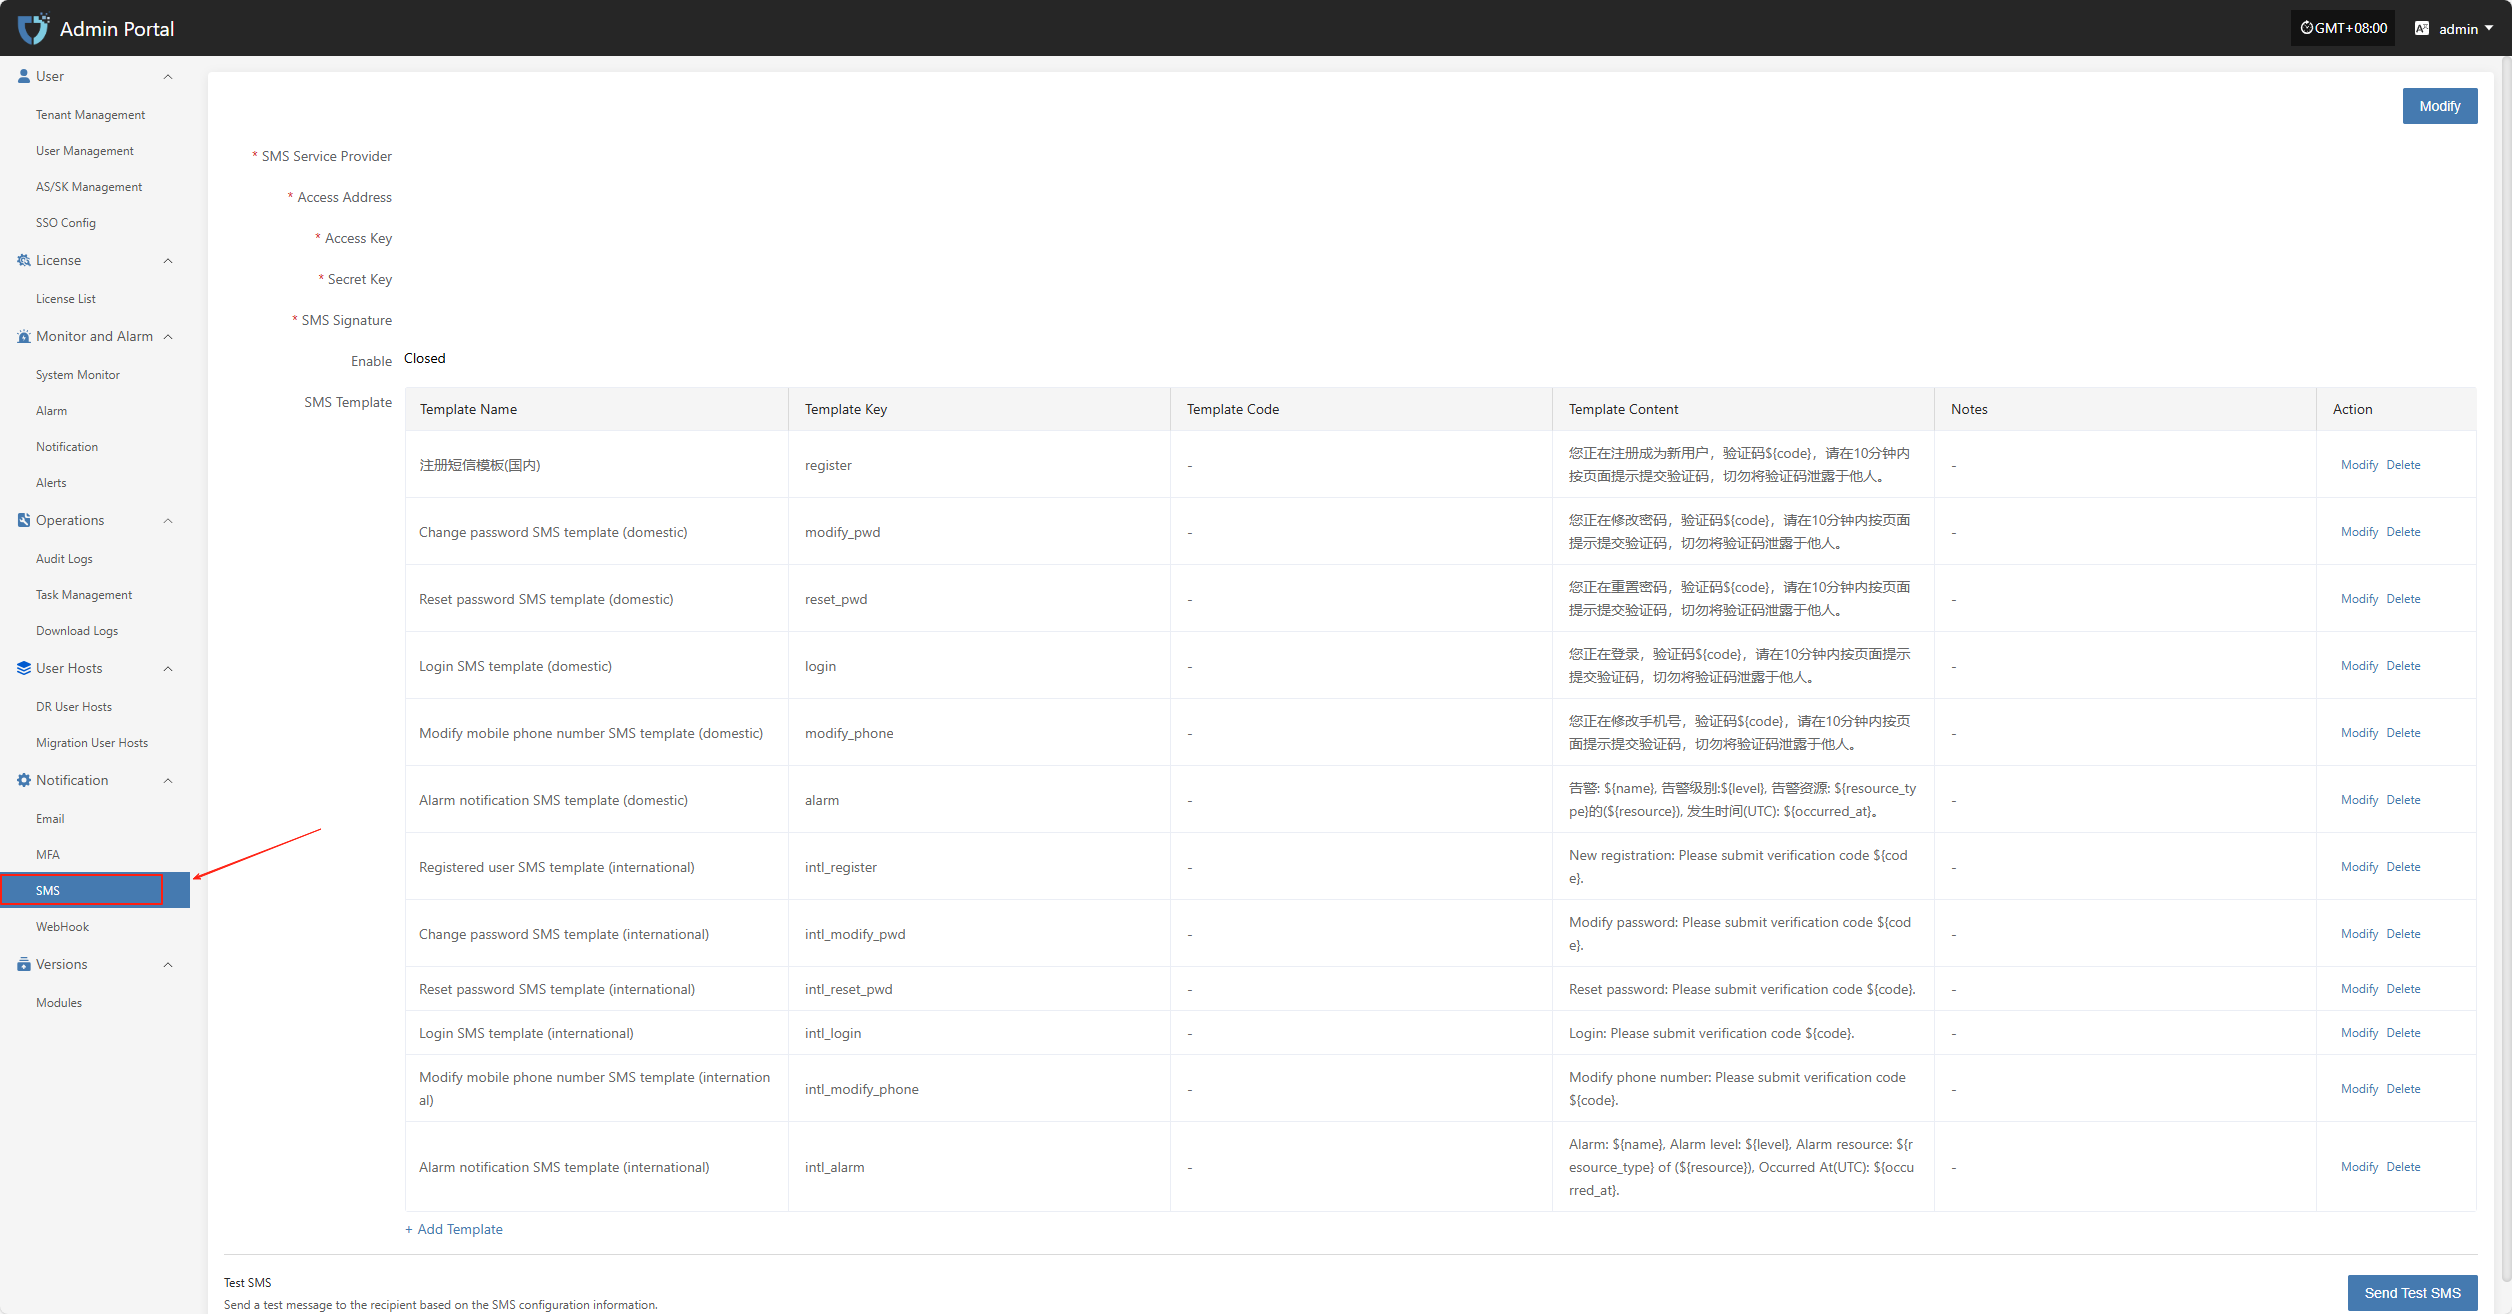 Admin Portal
GMT+08:00
admin
User
Tenant Management
User Management
AS/SK Management
SSO Config
License
License List
Monitor and Alarm
System Monitor
Alarm
Notification
Alerts
Operations
Audit Logs
Task Management
Download Logs
User Hosts
DR User Hosts
Migration User Hosts
Notification
Email
MFA
SMS
WebHook
Versions
Modules
Modify
* SMS Service Provider
* Access Address
* Access Key
* Secret Key
* SMS Signature
Enable Closed
SMS Template
Template Name Template Key Template Code Template Content Notes Action
注册短信模板(国内) register - 您正在注册成为新用户，验证码${code}，请在10分钟内
按页面提示提交验证码，切勿将验证码泄露于他人。 - Modify Delete
Change password SMS template (domestic) modify_pwd - 您正在修改密码，验证码${code}，请在10分钟内按页面
提示提交验证码，切勿将验证码泄露于他人。 - Modify Delete
Reset password SMS template (domestic) reset_pwd - 您正在重置密码，验证码${code}，请在10分钟内按页面
提示提交验证码，切勿将验证码泄露于他人。 - Modify Delete
Login SMS template (domestic) login - 您正在登录，验证码${code}，请在10分钟内按页面提示
提交验证码，切勿将验证码泄露于他人。 - Modify Delete
Modify mobile phone number SMS template (domestic) modify_phone - 您正在修改手机号，验证码${code}，请在10分钟内按页
面提示提交验证码，切勿将验证码泄露于他人。 - Modify Delete
Alarm notification SMS template (domestic) alarm - 告警: ${name}, 告警级别:${level}, 告警资源: ${resource_ty
pe}的(${resource}), 发生时间(UTC): ${occurred_at}。 - Modify Delete
Registered user SMS template (international) intl_register - New registration: Please submit verification code ${cod
e}. - Modify Delete
Change password SMS template (international) intl_modify_pwd - Modify password: Please submit verification code ${cod
e}. - Modify Delete
Reset password SMS template (international) intl_reset_pwd - Reset password: Please submit verification code ${code}. - Modify Delete
Login SMS template (international) intl_login - Login: Please submit verification code ${code}. - Modify Delete
Modify mobile phone number SMS template (internation
al) intl_modify_phone - Modify phone number: Please submit verification code
${code}. - Modify Delete
Alarm notification SMS template (international) intl_alarm - Alarm: ${name}, Alarm level: ${level}, Alarm resource: ${r
esource_type} of (${resource}), Occurred At(UTC): ${occu
rred_at}. - Modify Delete
+ Add Template
Test SMS
Send a test message to the recipient based on the SMS configuration information.
Send Test SMS